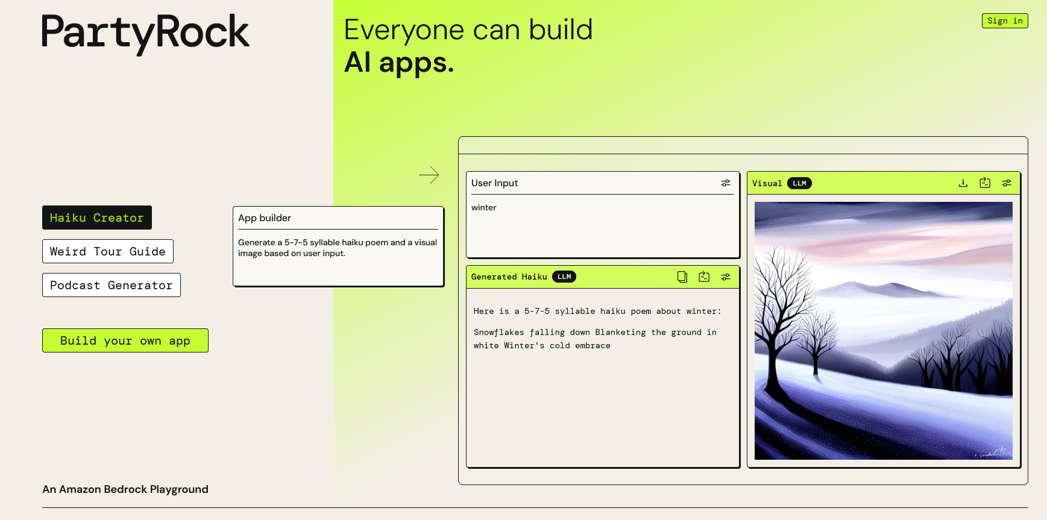 PartyRock
Everyone can build
AI apps.
Sign in
Haiku Creator
Weird Tour Guide
Podcast Generator
Build your own app
App builder
Generate a 5-7-5 syllable haiku poem and a visual
image based on user input.
User Input
winter
Generated Haiku LLM
Here is a 5-7-5 syllable haiku poem about winter:
Snowflakes falling down Blanketing the ground in
white Winter's cold embrace
Visual LLM
An Amazon Bedrock Playground